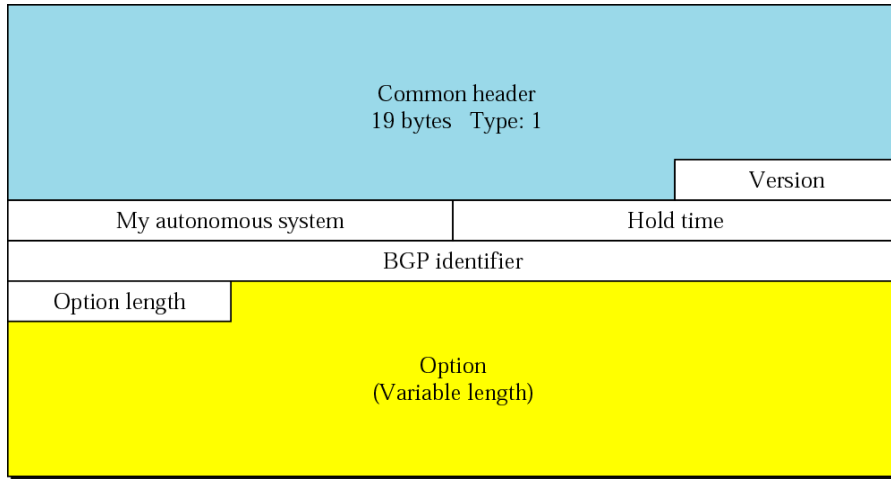 Common header
19 bytes Type: 1
Version
My autonomous system
Hold time
BGP identifier
Option length
Option
(Variable length)